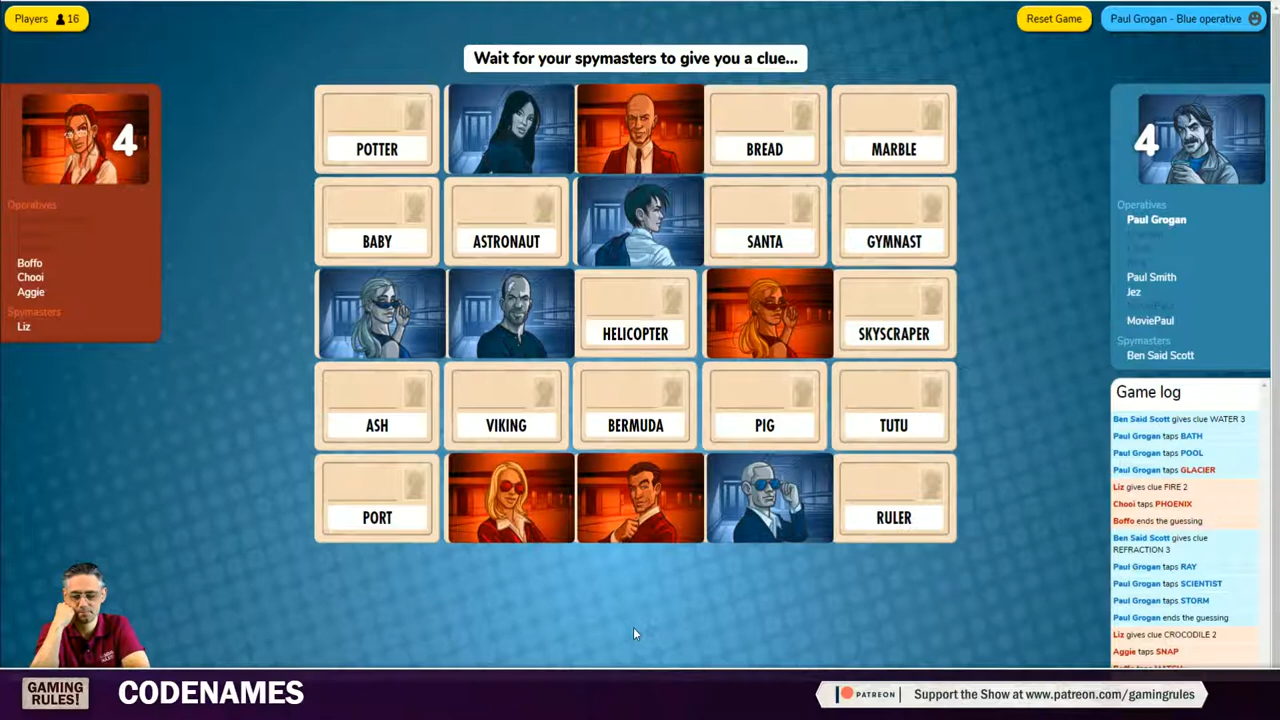 Players 16
Reset Game
Paul Grogan - Blue operative
Wait for your spymasters to give you a clue...
4
Operatives
Boffo
Chooi
Aggie
Spymasters
Liz
POTTER
BREAD
MARBLE
BABY
ASTRONAUT
SANTA
GYMNAST
HELICOPTER
SKYSCRAPER
ASH
VIKING
BERMUDA
PIG
TUTU
PORT
RULER
4
Operatives
Paul Grogan
Paul Smith
Jez
MoviePaul
Spymasters
Ben Said Scott
Game log
Ben Said Scott gives clue WATER 3
Paul Grogan taps BATH
Paul Grogan taps POOL
Paul Grogan taps GLACIER
Liz gives clue FIRE 2
Chooi taps PHOENIX
Boffo ends the guessing
Ben Said Scott gives clue
REFRACTION 3
Paul Grogan taps RAY
Paul Grogan taps SCIENTIST
Paul Grogan taps STORM
Paul Grogan ends the guessing
Liz gives clue CROCODILE 2
Aggie taps SNAP
GAMING
RULES!
CODENAMES
PATREON
Support the Show at www.patreon.com/gamingrules